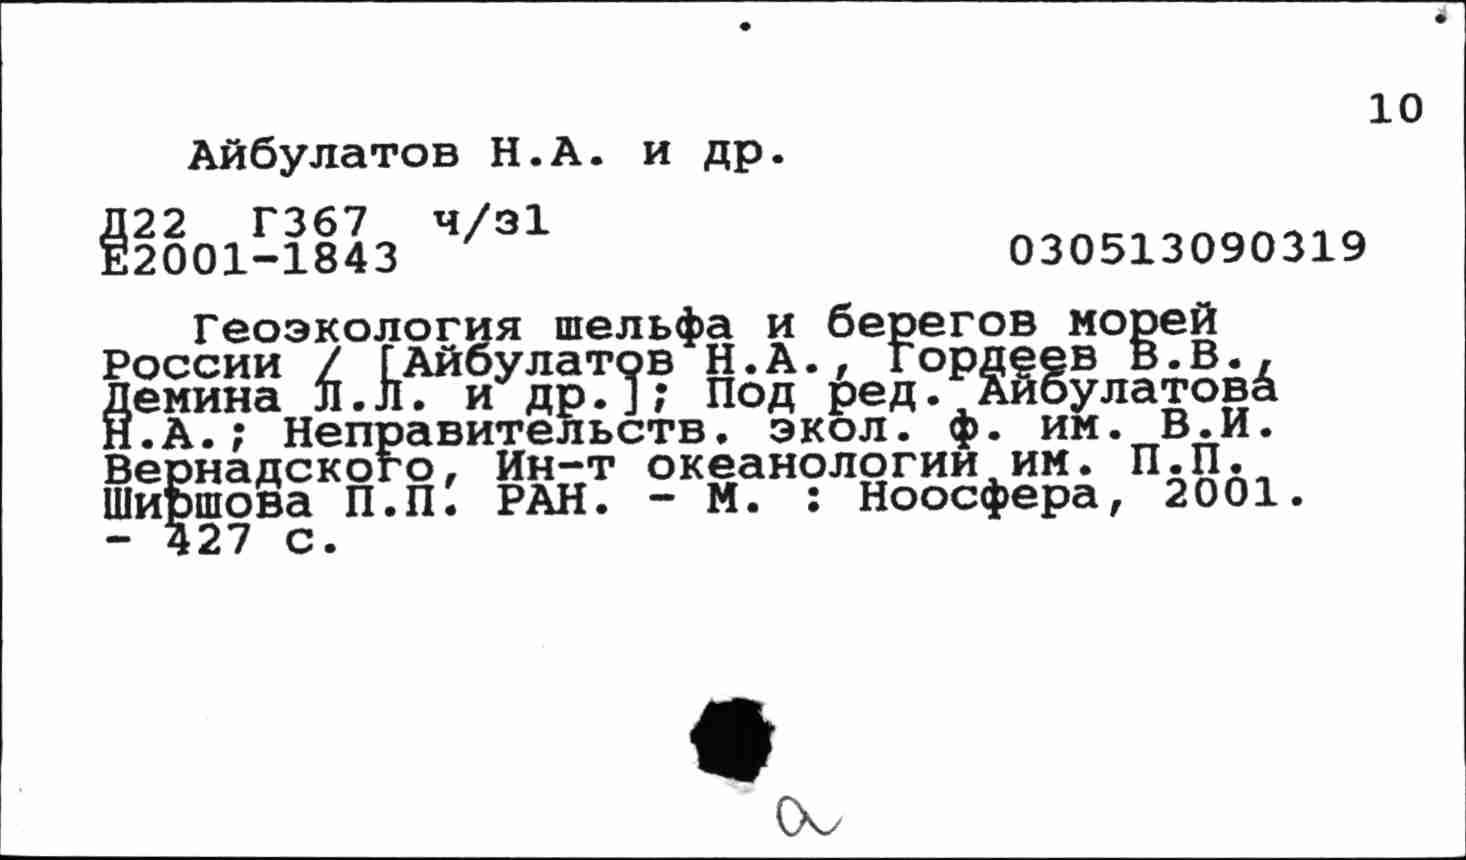 10
Айбулатов Н.А. и др.
Д22 Г367 ч/з1
Е2001-1843
030513090319
Геоэкология шельфа и берегов морей
России / [Айбулатов Н.А., Гордеев В.В.,
Демина Л.Л. и др.]; Под ред. Айбулатова
Н.А.; Неправительств. экол. ф. им. В.И.
Вернадского, Ин-т океанологии им. П.П.
Ширшова П.П. РАН. - М. : Ноосфера, 2001.
- 427 с.
а